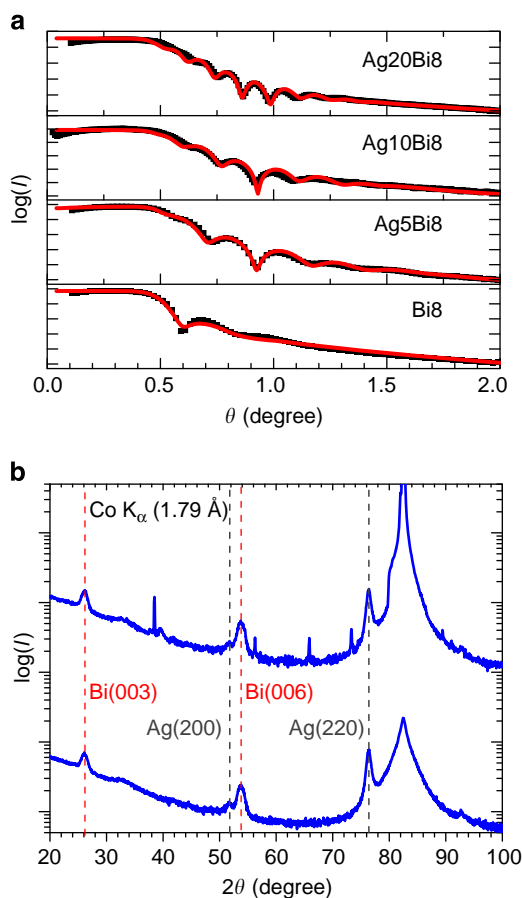 a
Ag20Bi8
Ag10Bi8
Ag5Bi8
Bi8
log(I)
0.0 0.5 1.0 1.5 2.0
θ (degree)
b
Co Kα (1.79 Å)
Bi(003) Bi(006)
Ag(200) Ag(220)
log(I)
20 30 40 50 60 70 80 90 100
2θ (degree)